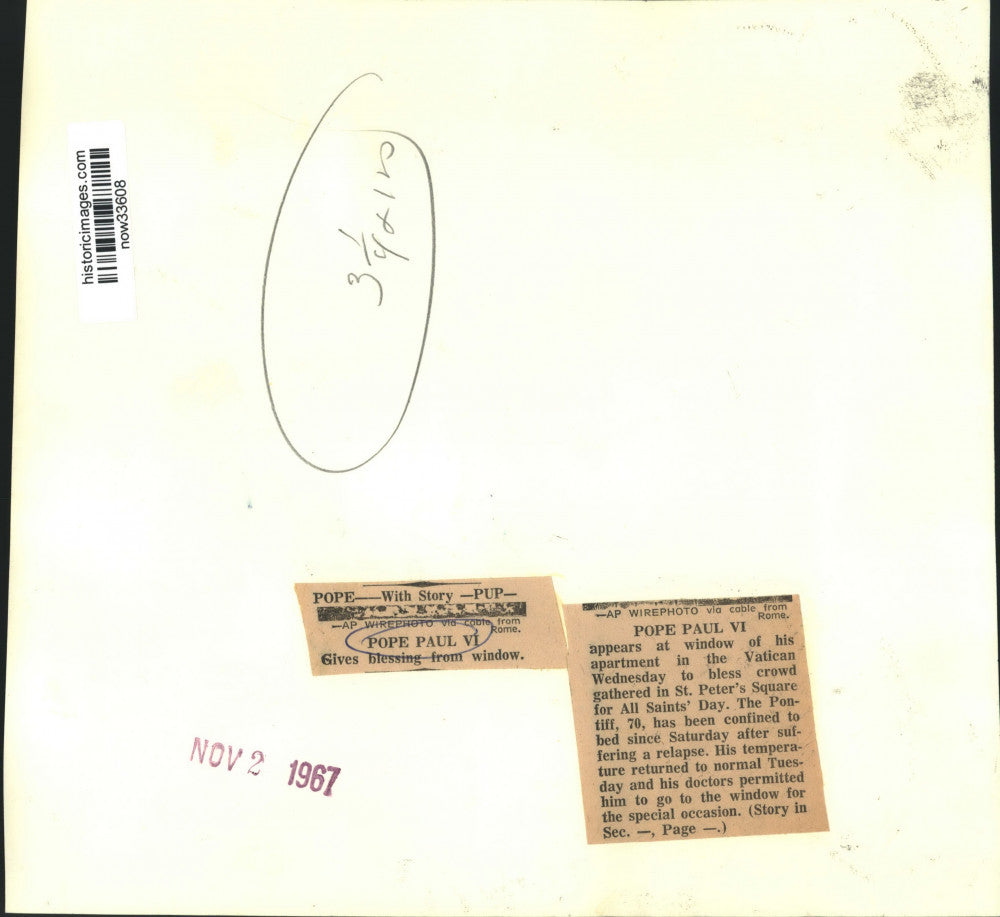 historicimages.com
now33608
3 1/4 x 15
POPE——With Story —PUP—
—AP WIREPHOTO via cable from Rome.
POPE PAUL VI
Gives blessing from window.
—AP WIREPHOTO via cable from Rome.
POPE PAUL VI
appears at window of his
apartment in the Vatican
Wednesday to bless crowd
gathered in St. Peter's Square
for All Saints' Day. The Pon-
tiff, 70, has been confined to
bed since Saturday after suf-
fering a relapse. His tempera-
ture returned to normal Tues-
day and his doctors permitted
him to go to the window for
the special occasion. (Story in
Sec. —, Page —.)
NOV 2 1967